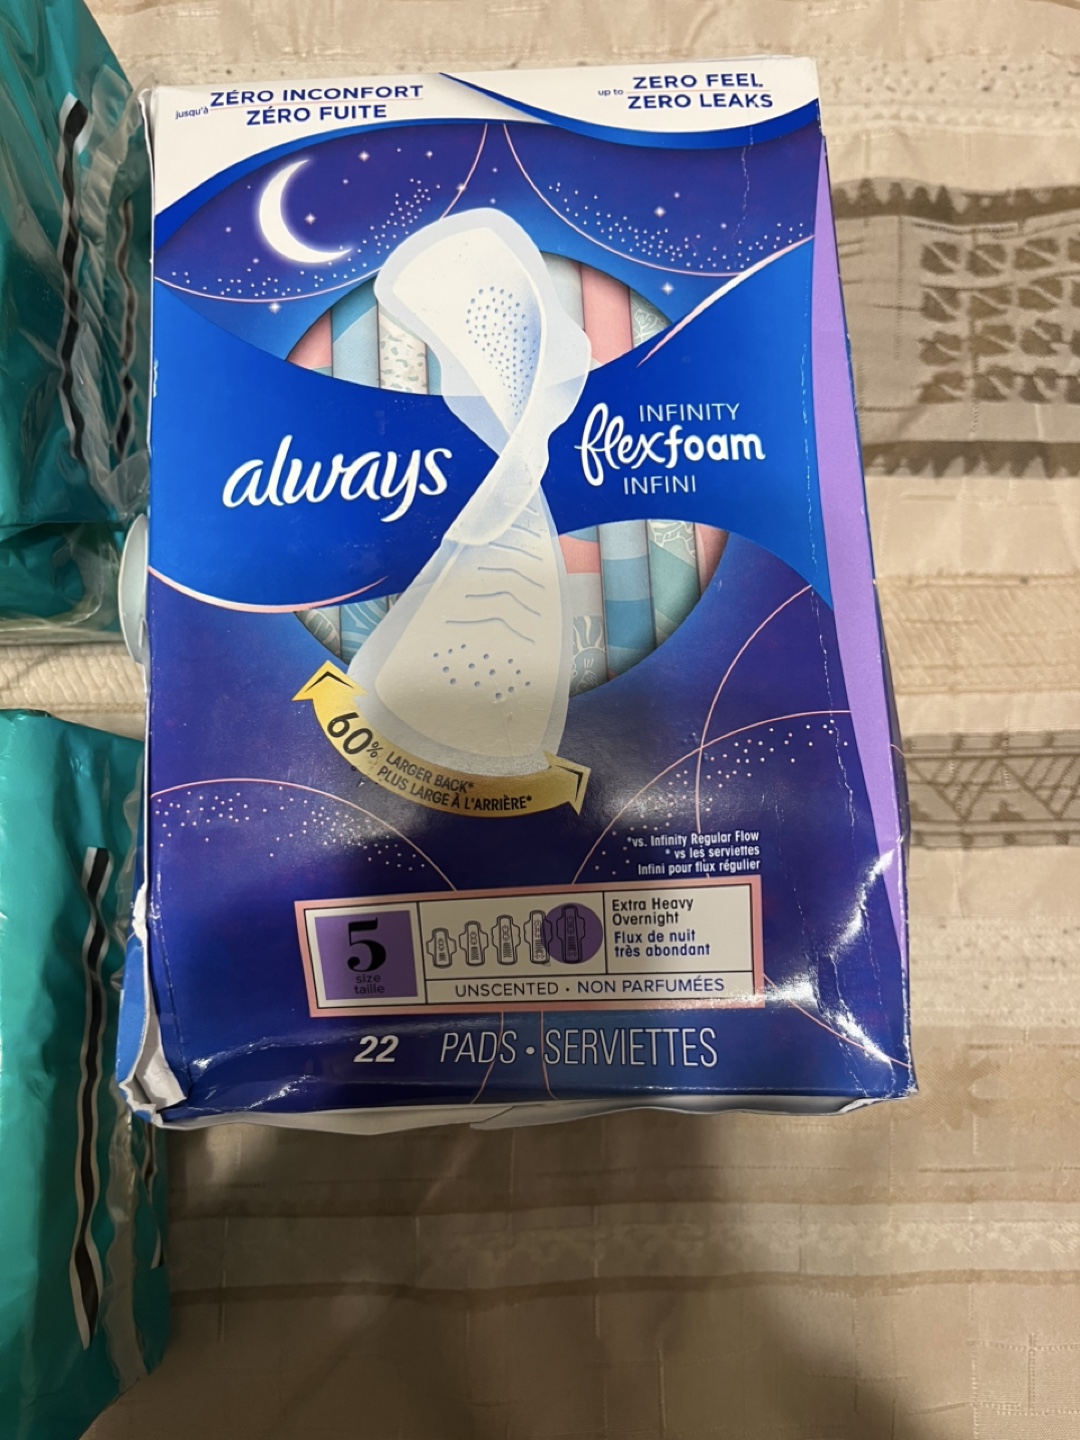 jusqu'à ZÉRO INCONFORT
ZÉRO FUITE
up to ZERO FEEL
ZERO LEAKS
always
INFINITY
flexfoam
INFINI
60% LARGER BACK*
PLUS LARGE À L'ARRIÈRE*
*vs. Infinity Regular Flow
* vs les serviettes
Infini pour flux régulier
5
size
taille
Extra Heavy
Overnight
Flux de nuit
très abondant
UNSCENTED • NON PARFUMÉES
22 PADS • SERVIETTES